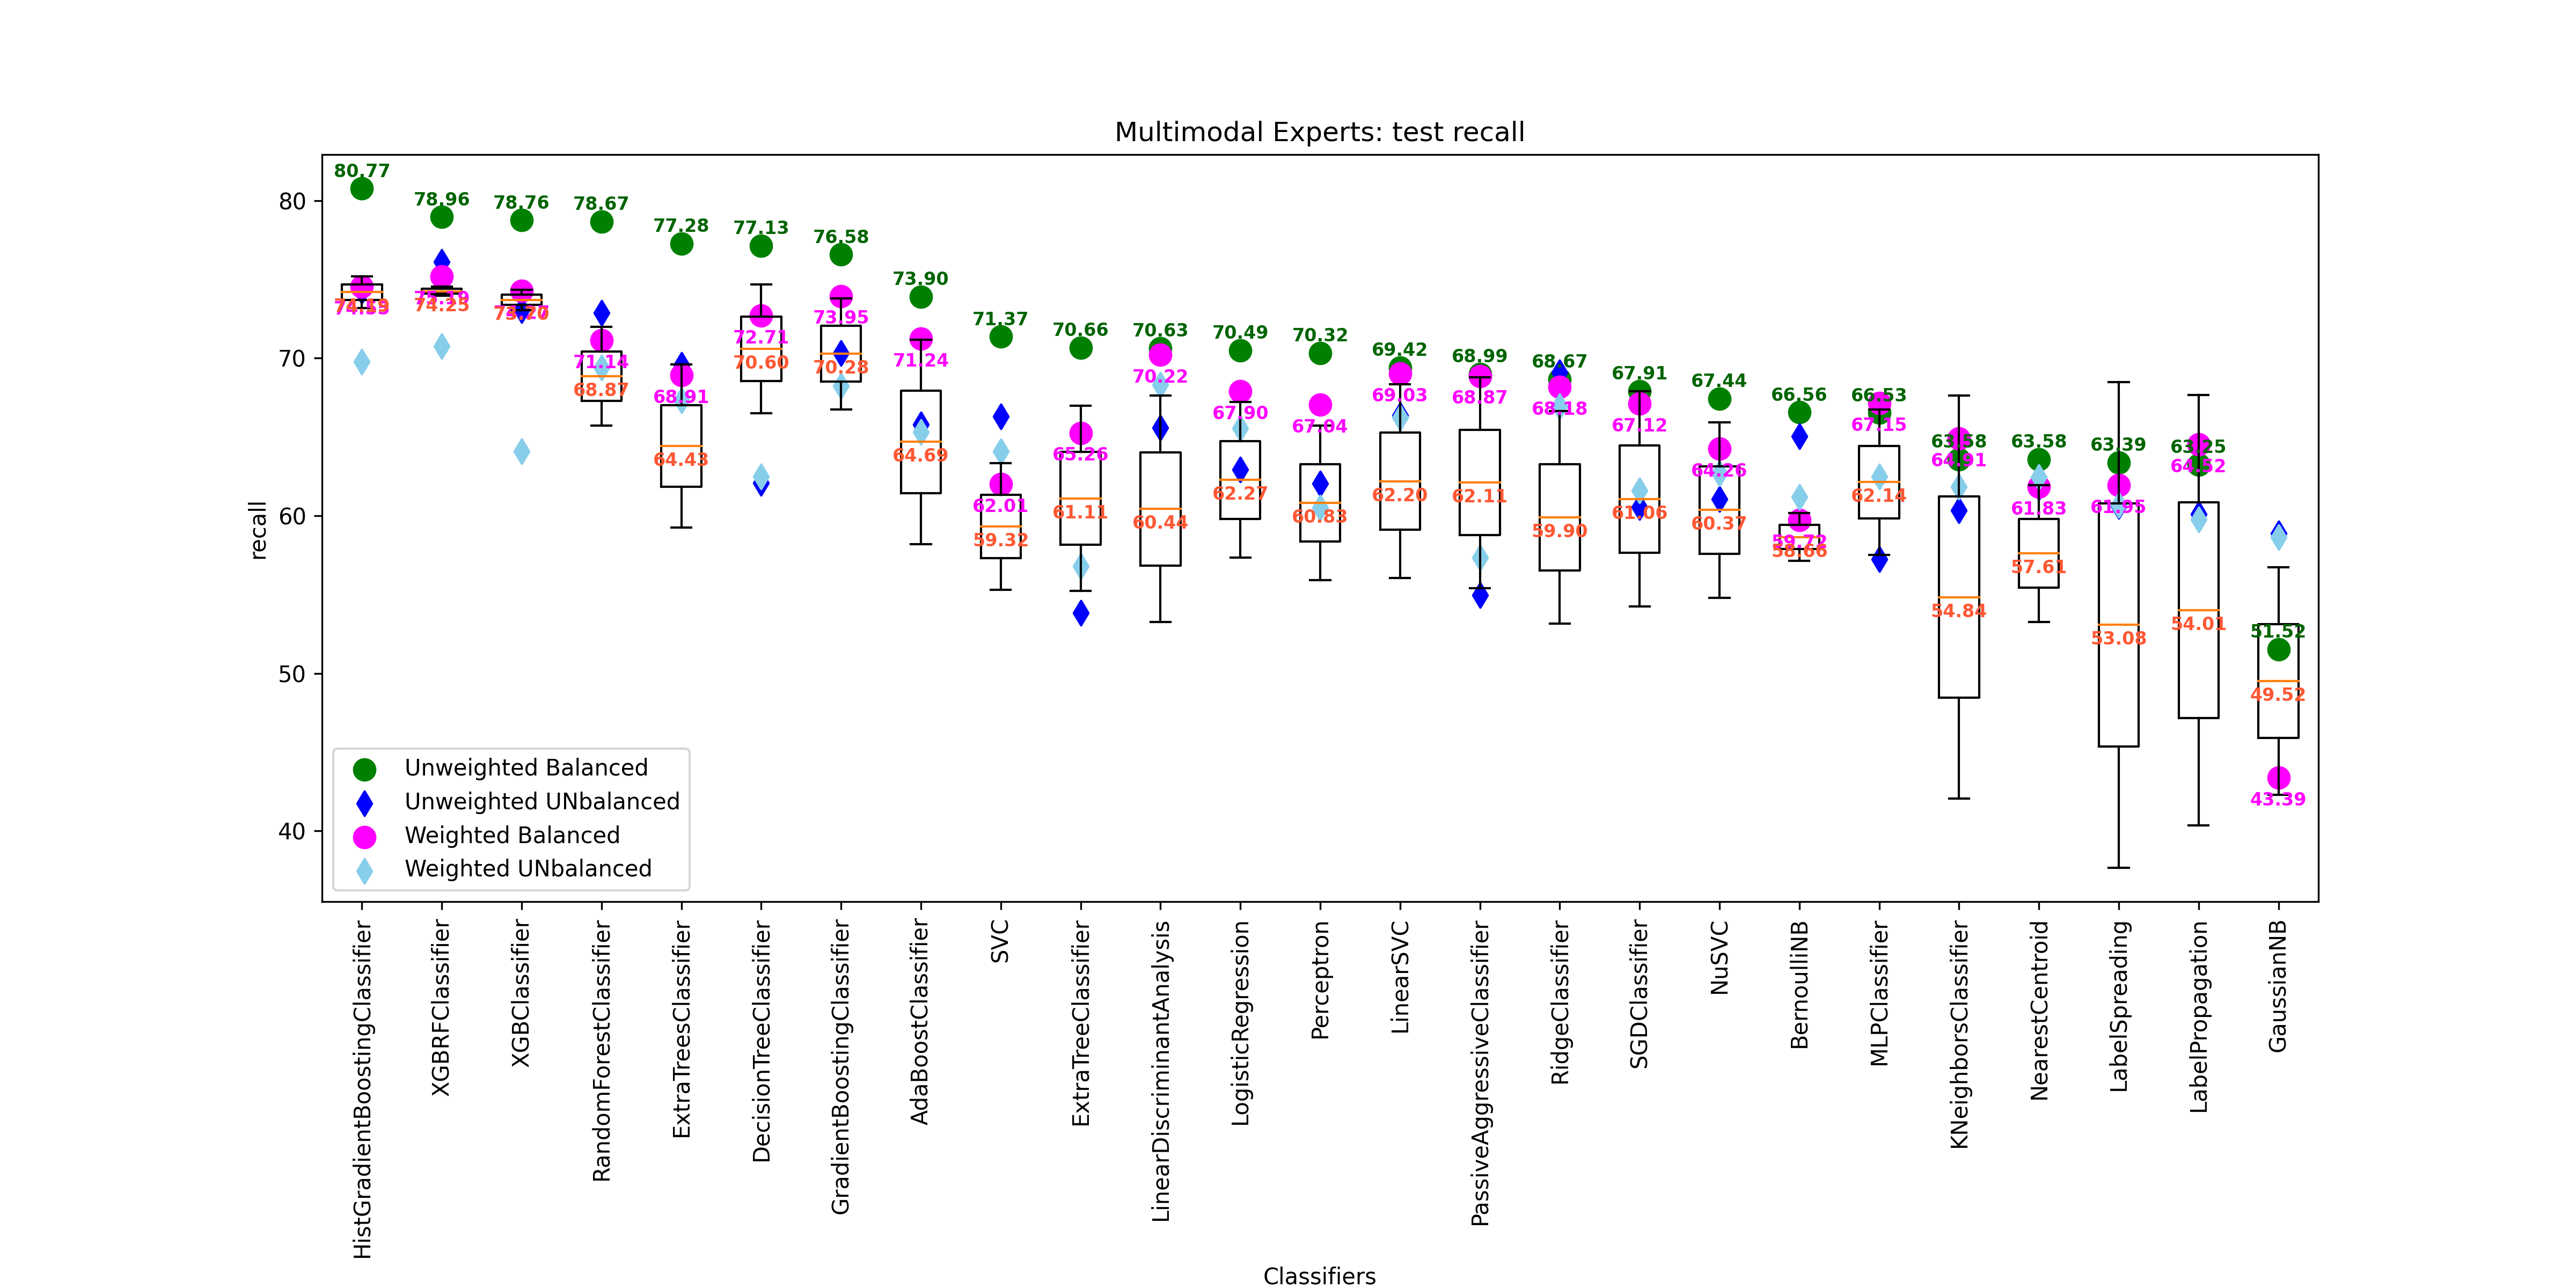 Multimodal Experts: test recall
recall
80
70
60
50
40
80.77
78.96
78.76
78.67
77.28
77.13
76.58
73.90
71.37
70.66
70.63
70.49
70.32
69.42
68.99
68.67
67.91
67.44
66.56
66.53
63.58
63.58
63.39
63.25
51.52
74.25
71.14
68.91
72.71
73.95
71.24
62.01
65.26
70.22
67.90
67.04
69.03
68.87
68.18
67.12
64.26
59.72
67.15
64.91
61.83
61.95
64.52
43.39
68.87
64.43
70.60
70.28
64.69
59.32
61.11
60.44
62.27
60.83
62.20
62.11
59.90
61.06
60.37
58.66
62.14
54.84
57.61
53.08
54.01
49.52
Unweighted Balanced
Unweighted UNbalanced
Weighted Balanced
Weighted UNbalanced
HistGradientBoostingClassifier
XGBRFClassifier
XGBClassifier
RandomForestClassifier
ExtraTreesClassifier
DecisionTreeClassifier
GradientBoostingClassifier
AdaBoostClassifier
SVC
ExtraTreeClassifier
LinearDiscriminantAnalysis
LogisticRegression
Perceptron
LinearSVC
PassiveAggressiveClassifier
RidgeClassifier
SGDClassifier
NuSVC
BernoulliNB
MLPClassifier
KNeighborsClassifier
NearestCentroid
LabelSpreading
LabelPropagation
GaussianNB
Classifiers